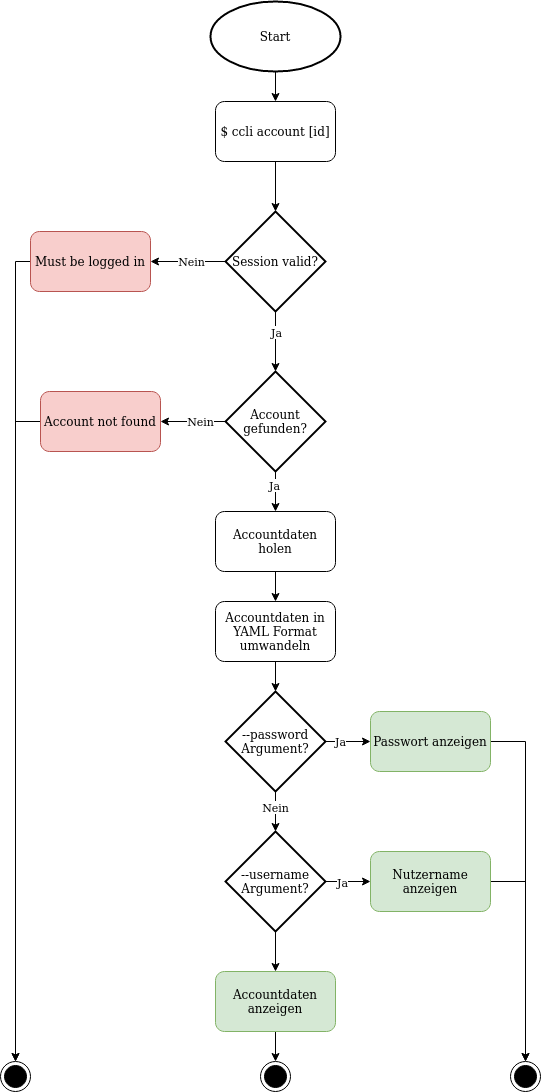 Start
$ ccli account [id]
Must be logged in
Nein
Session valid?
Ja
Account not found
Nein
Account
gefunden?
Ja
Accountdaten
holen
Accountdaten in
YAML Format
umwandeln
--password
Argument?
Ja
Passwort anzeigen
Nein
--username
Argument?
Ja
Nutzername
anzeigen
Accountdaten
anzeigen